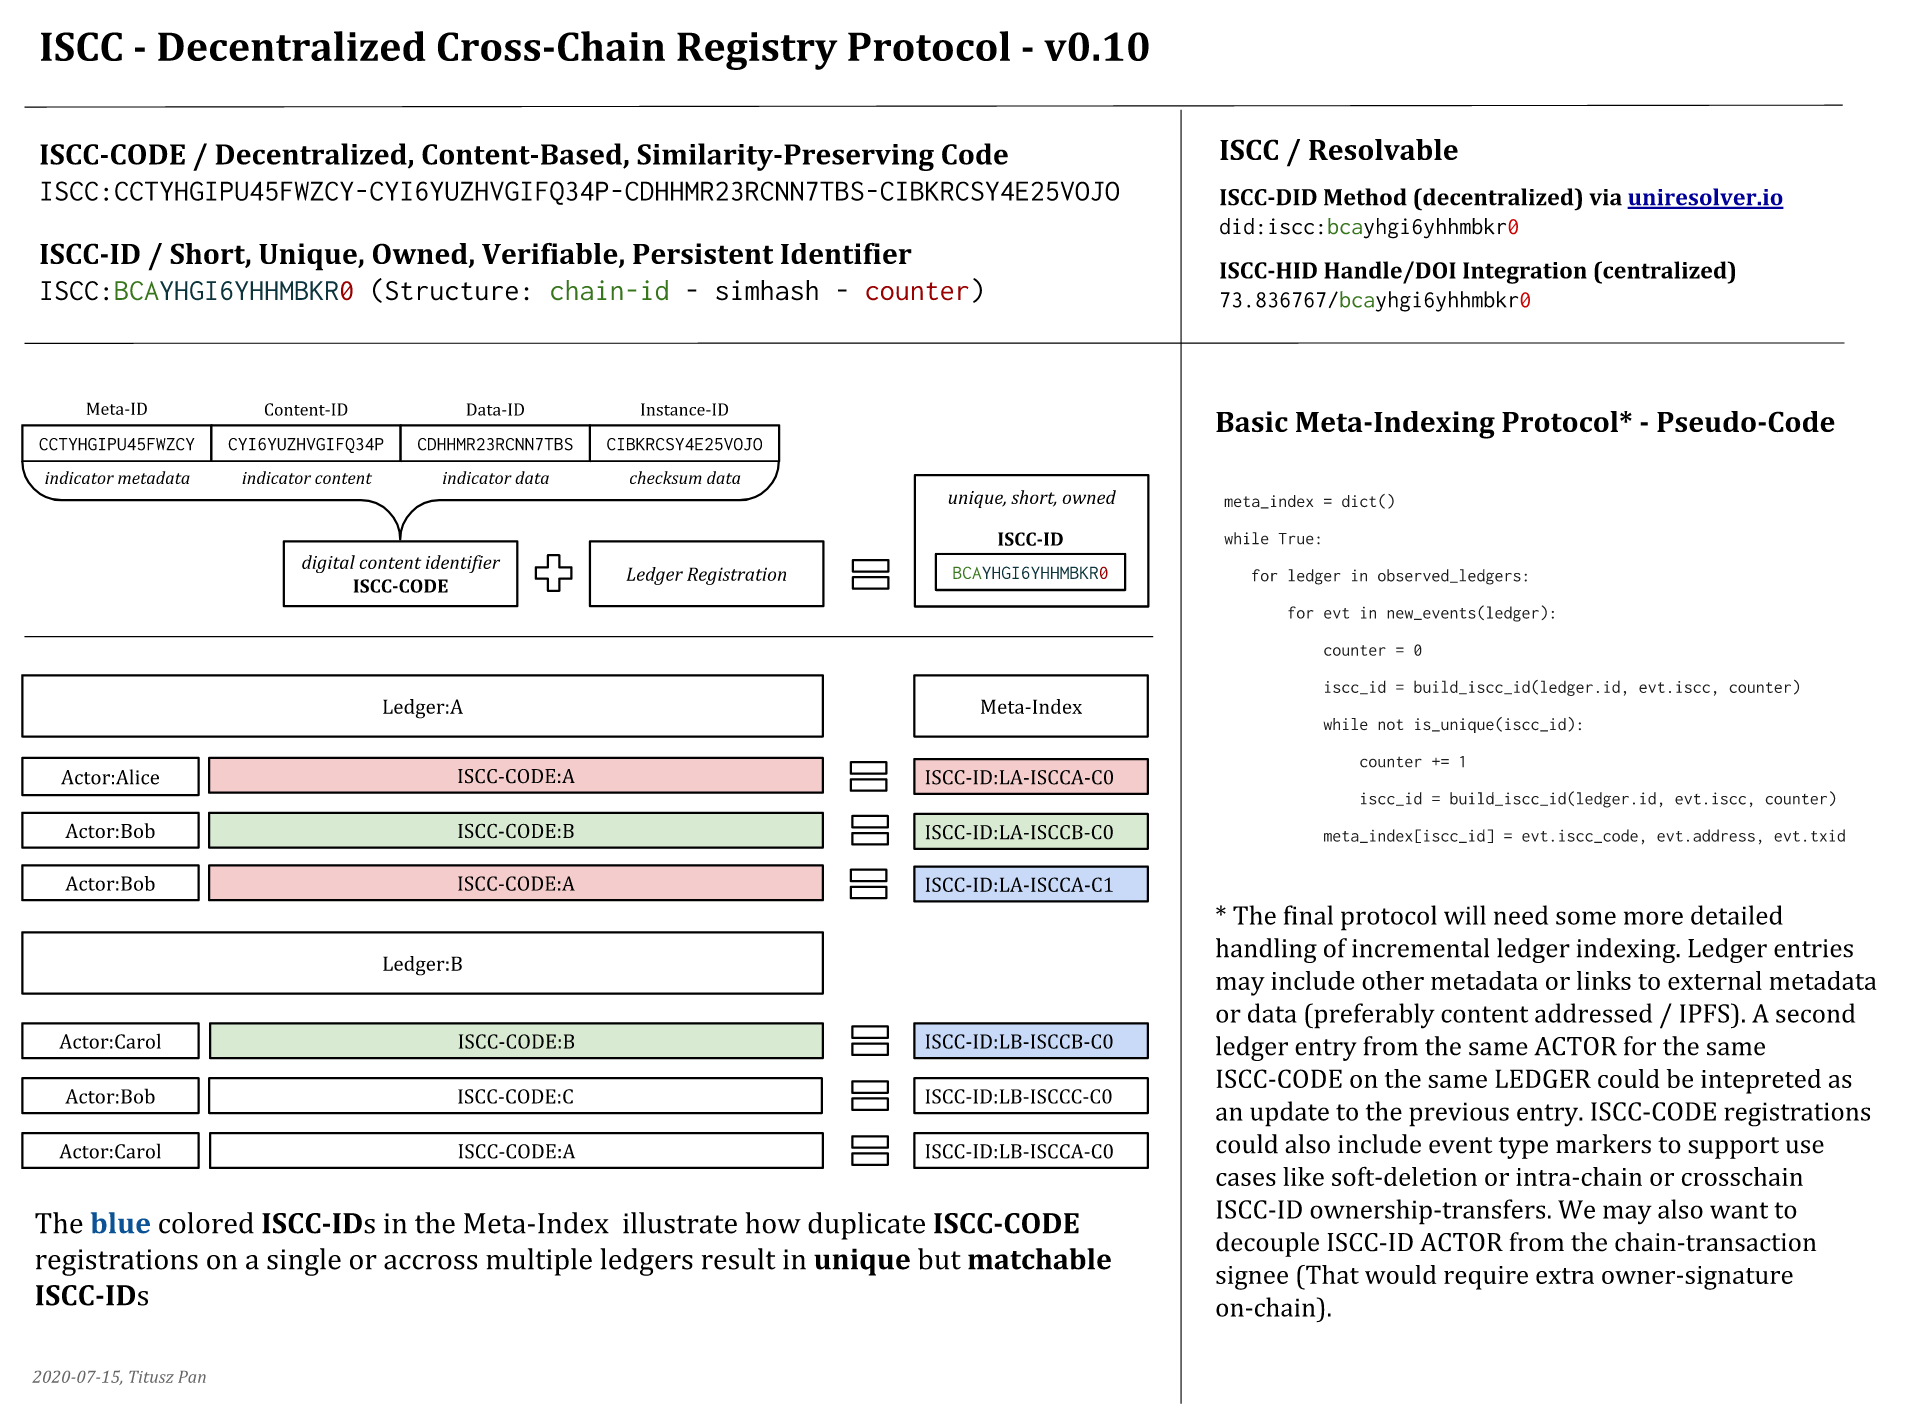 ISCC - Decentralized Cross-Chain Registry Protocol - v0.10
ISCC-CODE / Decentralized, Content-Based, Similarity-Preserving Code
ISCC:CCTYHGIPU45FWZCY-CYI6YUZHVGIFQ34P-CDHHMR23RCNN7TBS-CIBKRCSY4E25VOJO
ISCC-ID / Short, Unique, Owned, Verifiable, Persistent Identifier
ISCC:BCAYHGI6YHHMBKR0 (Structure: chain-id - simhash - counter)
ISCC / Resolvable
ISCC-DID Method (decentralized) via uniresolver.io
did:iscc:bcayhgi6yhhmbkr0
ISCC-HID Handle/DOI Integration (centralized)
73.836767/bcayhgi6yhhmbkr0
Meta-ID Content-ID Data-ID Instance-ID
CCTYHGIPU45FWZCY CYI6YUZHVGIFQ34P CDHHMR23RCNN7TBS CIBKRCSY4E25VOJO
indicator metadata indicator content indicator data checksum data
digital content identifier
ISCC-CODE
Ledger Registration
unique, short, owned
ISCC-ID
BCAYHGI6YHHMBKR0
Ledger:A Meta-Index
Actor:Alice ISCC-CODE:A ISCC-ID:LA-ISCCA-C0
Actor:Bob ISCC-CODE:B ISCC-ID:LA-ISCCB-C0
Actor:Bob ISCC-CODE:A ISCC-ID:LA-ISCCA-C1
Ledger:B
Actor:Carol ISCC-CODE:B ISCC-ID:LB-ISCCB-C0
Actor:Bob ISCC-CODE:C ISCC-ID:LB-ISCCC-C0
Actor:Carol ISCC-CODE:A ISCC-ID:LB-ISCCA-C0
The blue colored ISCC-IDs in the Meta-Index illustrate how duplicate ISCC-CODE
registrations on a single or accross multiple ledgers result in unique but matchable
ISCC-IDs
2020-07-15, Titusz Pan
Basic Meta-Indexing Protocol* - Pseudo-Code
meta_index = dict()
while True:
for ledger in observed_ledgers:
for evt in new_events(ledger):
counter = 0
iscc_id = build_iscc_id(ledger.id, evt.iscc, counter)
while not is_unique(iscc_id):
counter += 1
iscc_id = build_iscc_id(ledger.id, evt.iscc, counter)
meta_index[iscc_id] = evt.iscc_code, evt.address, evt.txid
* The final protocol will need some more detailed
handling of incremental ledger indexing. Ledger entries
may include other metadata or links to external metadata
or data (preferably content addressed / IPFS). A second
ledger entry from the same ACTOR for the same
ISCC-CODE on the same LEDGER could be intepreted as
an update to the previous entry. ISCC-CODE registrations
could also include event type markers to support use
cases like soft-deletion or intra-chain or crosschain
ISCC-ID ownership-transfers. We may also want to
decouple ISCC-ID ACTOR from the chain-transaction
signee (That would require extra owner-signature
on-chain).